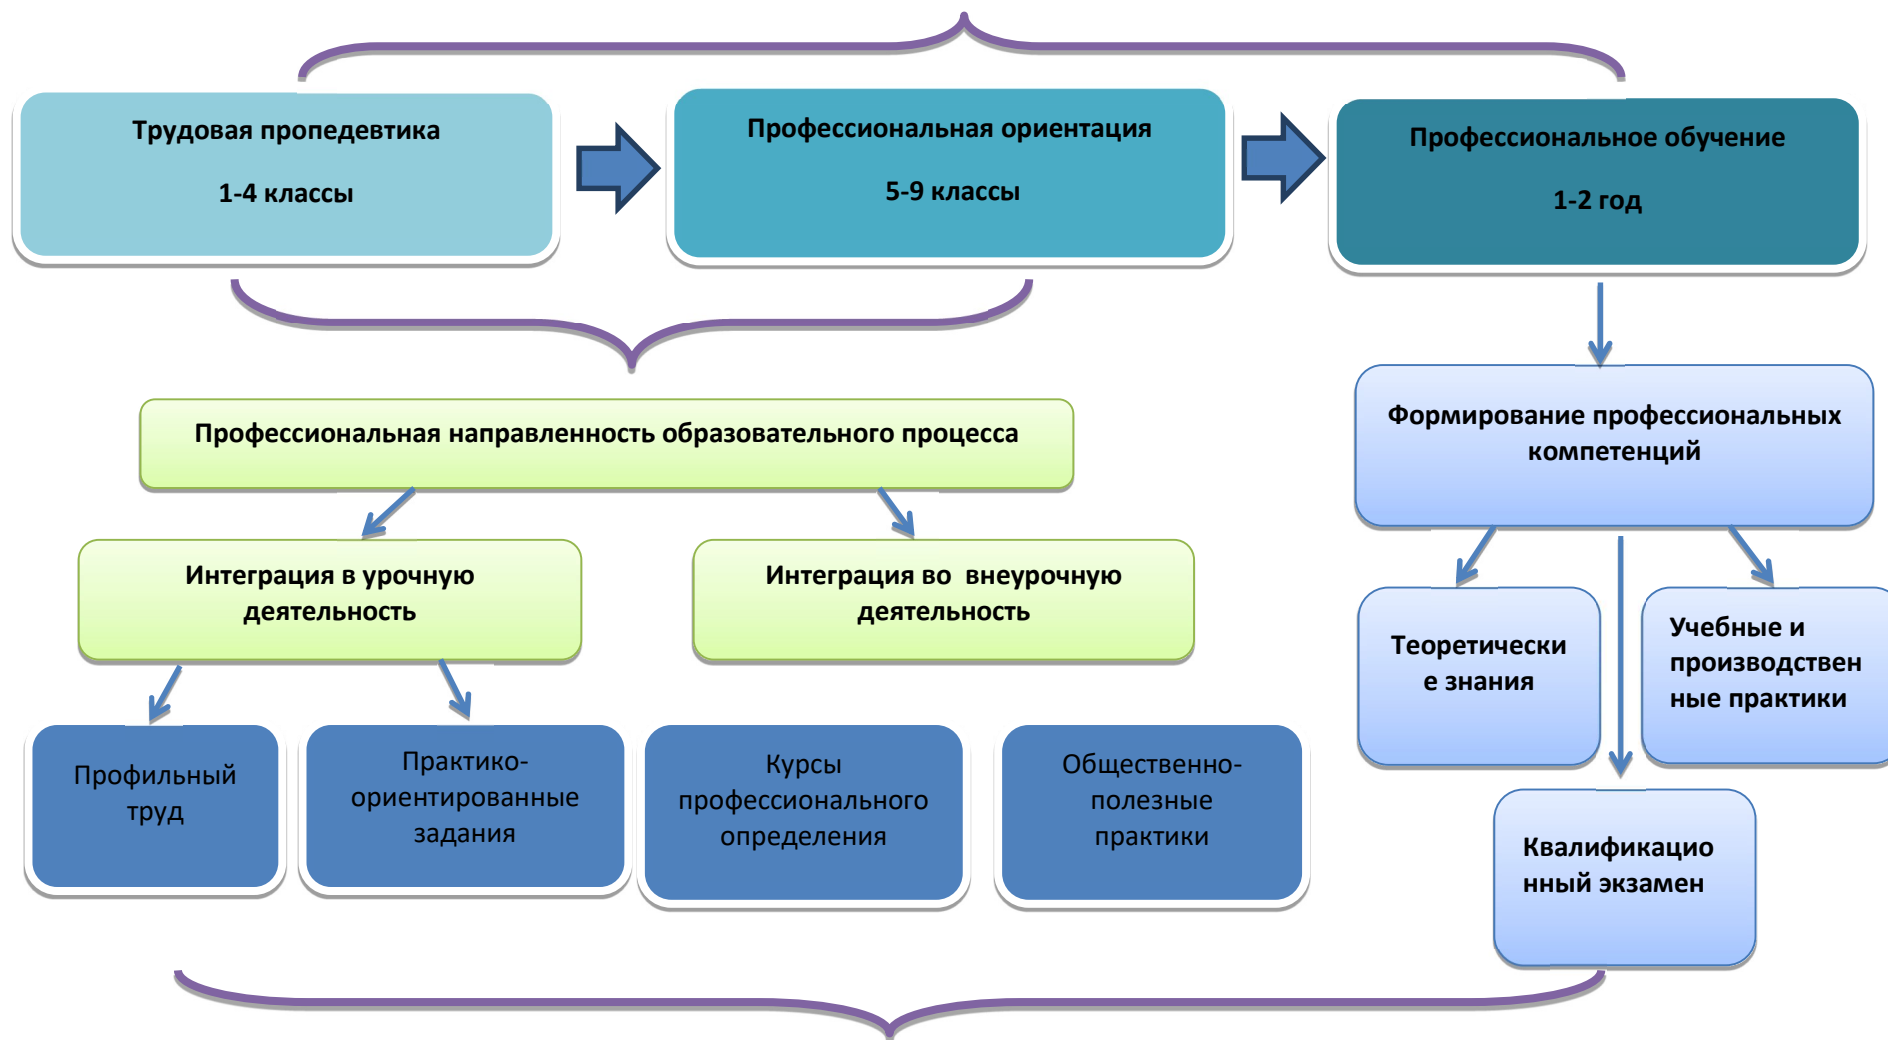 Трудовая пропедевтика
1-4 классы
Профессиональная ориентация
5-9 классы
Профессиональное обучение
1-2 год
Профессиональная направленность образовательного процесса
Формирование профессиональных
компетенций
Интеграция в урочную
деятельность
Интеграция во  внеурочную
деятельность
Теоретически
е знания
Учебные и
производствен
ные практики
Профильный
труд
Практико-
ориентированные
задания
Курсы
профессионального
определения
Общественно-
полезные
практики
Квалификацио
нный экзамен